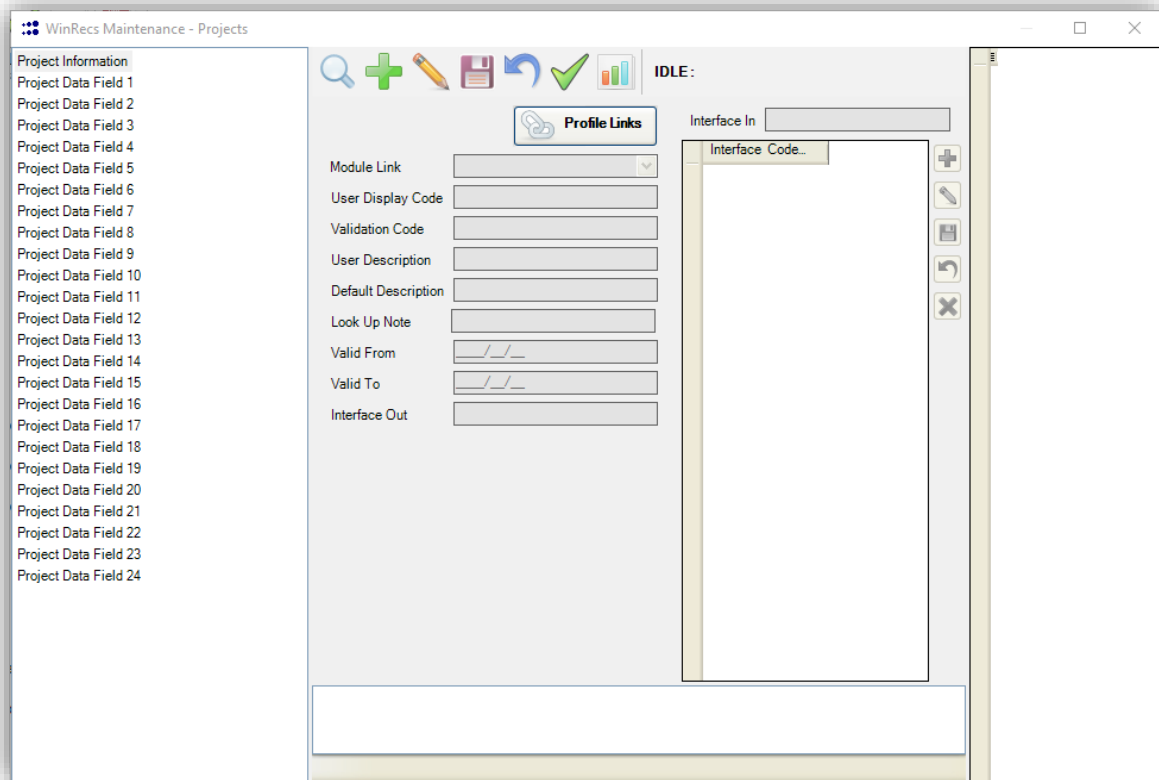 WinRecs Maintenance - Projects
Project Information
Project Data Field 1
Project Data Field 2
Project Data Field 3
Project Data Field 4
Project Data Field 5
Project Data Field 6
Project Data Field 7
Project Data Field 8
Project Data Field 9
Project Data Field 10
Project Data Field 11
Project Data Field 12
Project Data Field 13
Project Data Field 14
Project Data Field 15
Project Data Field 16
Project Data Field 17
Project Data Field 18
Project Data Field 19
Project Data Field 20
Project Data Field 21
Project Data Field 22
Project Data Field 23
Project Data Field 24
IDLE:
Profile Links
Module Link
User Display Code
Validation Code
User Description
Default Description
Look Up Note
Valid From ____/__/__
Valid To ____/__/__
Interface Out
Interface In
Interface Code...